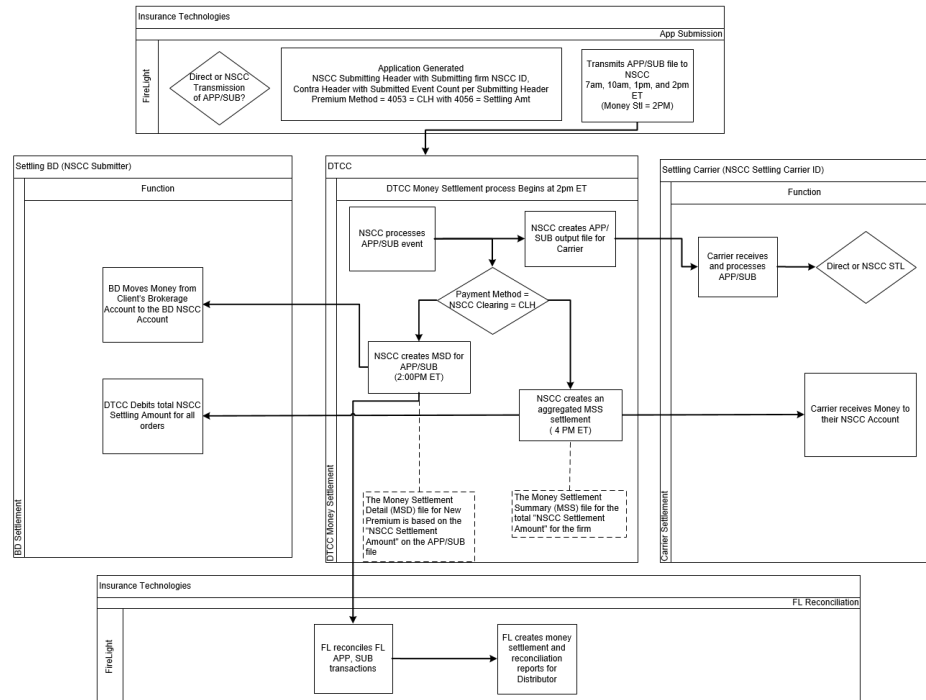 Insurance Technologies
App Submission
FireLight
Direct or NSCC
Transmission
of APP/SUB?
Application Generated
NSCC Submitting Header with Submitting firm NSCC ID,
Contra Header with Submitted Event Count per Submitting Header
Premium Method = 4053 = CLH with 4056 = Settling Amt
Transmits APP/SUB file to
NSCC
7am, 10am, 1pm, and 2pm
ET
(Money Stl = 2PM)
Settling BD (NSCC Submitter)
Function
BD Settlement
BD Moves Money from
Client's Brokerage
Account to the BD NSCC
Account
DTCC Debits total NSCC
Settling Amount for all
orders
DTCC
DTCC Money Settlement process Begins at 2pm ET
DTCC Money Settlement
NSCC processes
APP/SUB event
NSCC creates APP/
SUB output file for
Carrier
Payment Method =
NSCC Clearing = CLH
NSCC creates MSD for
APP/SUB
(2:00PM ET)
NSCC creates an
aggregated MSS
settlement
( 4 PM ET)
The Money Settlement
Detail (MSD) file for New
Premium is based on the
"NSCC Settlement
Amount" on the APP/SUB
file
The Money Settlement
Summary (MSS) file for the
total "NSCC Settlement
Amount" for the firm
Settling Carrier (NSCC Settling Carrier ID)
Function
Carrier Settlement
Carrier receives
and processes
APP/SUB
Direct or NSCC STL
Carrier receives Money to
their NSCC Account
Insurance Technologies
FL Reconciliation
FireLight
FL reconciles FL
APP, SUB
transactions
FL creates money
settlement and
reconciliation
reports for
Distributor